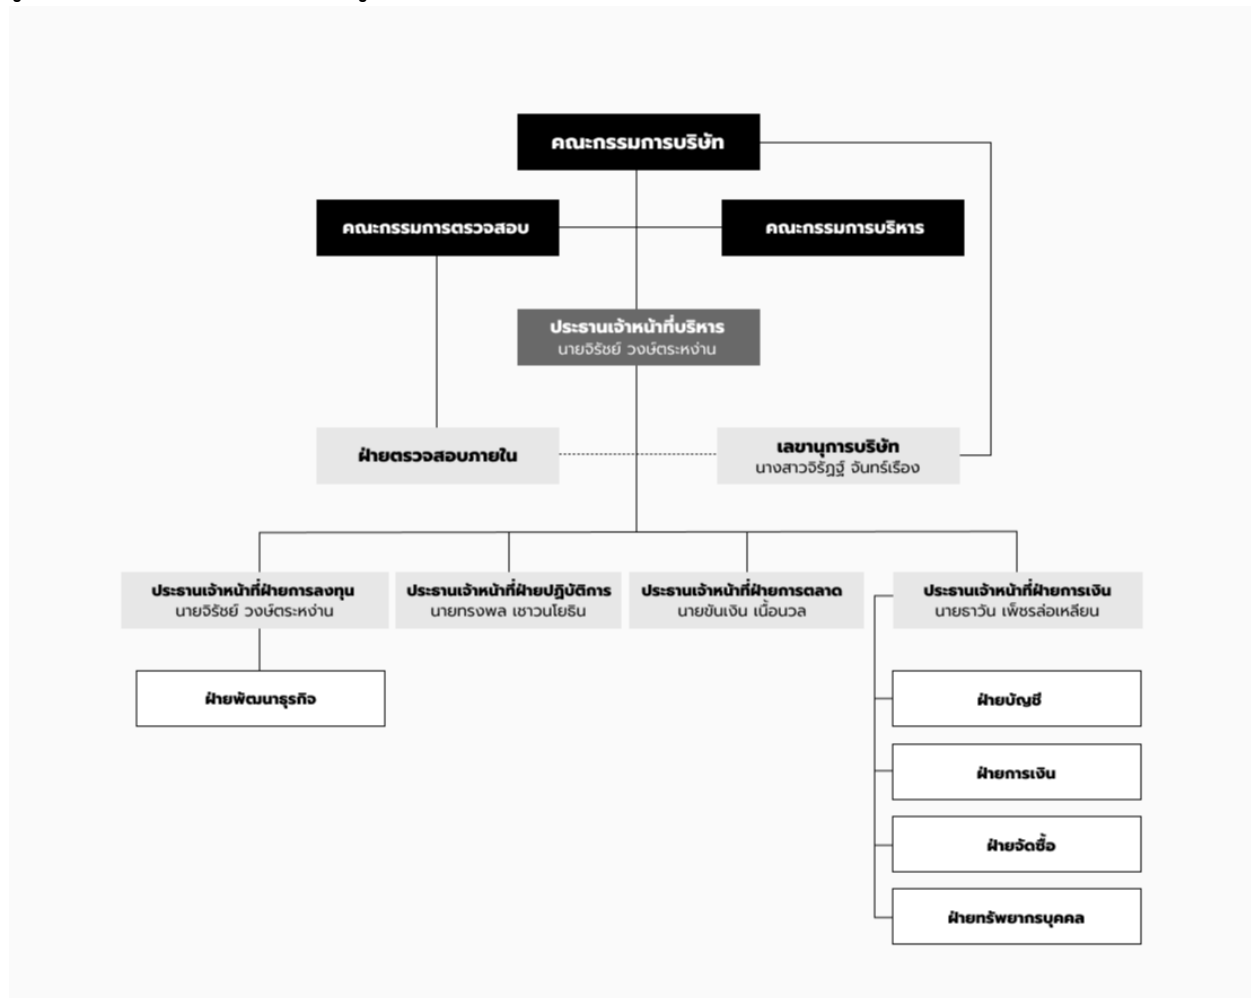 คณะกรรมการบริษัท
คณะกรรมการตรวจสอบ
คณะกรรมการบริหาร
ประธานเจ้าหน้าที่บริหาร
นายจิรัชย์ วงษ์ตระหง่าน
ฝ่ายตรวจสอบภายใน
เลขานุการบริษัท
นางสาวจิรัฏฐ์ จันทร์เรือง
ประธานเจ้าหน้าที่ฝ่ายการลงทุน
นายจิรัชย์ วงษ์ตระหง่าน
ประธานเจ้าหน้าที่ฝ่ายปฏิบัติการ
นายทรงพล เชาวนโยธิน
ประธานเจ้าหน้าที่ฝ่ายการตลาด
นายขันเงิน เนื้อนวล
ประธานเจ้าหน้าที่ฝ่ายการเงิน
นายธาวัน เพ็ชรล่อเหลียน
ฝ่ายพัฒนาธุรกิจ
ฝ่ายบัญชี
ฝ่ายการเงิน
ฝ่ายจัดซื้อ
ฝ่ายทรัพยากรบุคคล